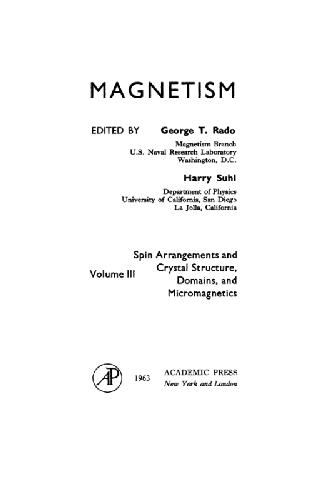 MAGNETISM
EDITED BY George T. Rado
Magnetism Branch
U.S. Naval Research Laboratory
Washington, D.C.
Harry Suhl
Department of Physics
University of California, San Diego
La Jolla, California
Volume III
Spin Arrangements and
Crystal Structure,
Domains, and
Micromagnetics
AP
1963 ACADEMIC PRESS
New York and London